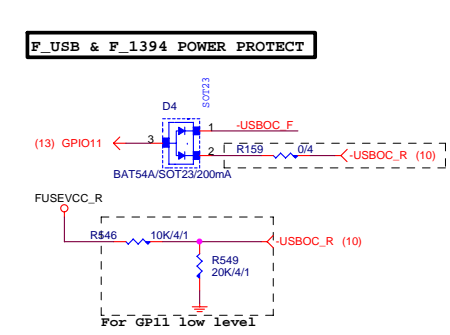 F_USB & F_1394 POWER PROTECT
SOT23
D4
1
-USBOC_F
(13) GPIO11
3
2
R159
0/4
-USBOC_R (10)
BAT54A/SOT23/200mA
FUSEVCC_R
R546
10K/4/1
-USBOC_R (10)
R549
20K/4/1
For GP11 low level